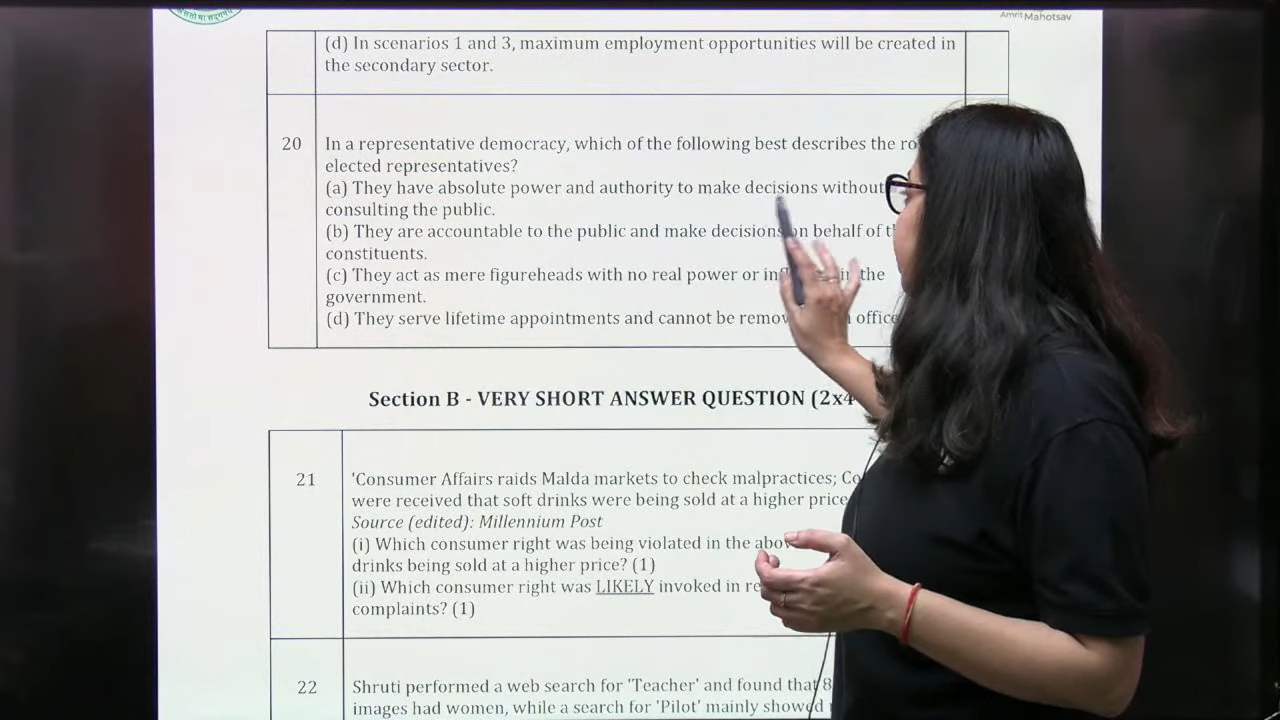 असतो मा सद्गमय
Amrit Mahotsav
(d) In scenarios 1 and 3, maximum employment opportunities will be created in
the secondary sector.
20
In a representative democracy, which of the following best describes the
elected representatives?
(a) They have absolute power and authority to make decisions without
consulting the public.
(b) They are accountable to the public and make decisions on behalf of
constituents.
(c) They act as mere figureheads with no real power or in the
government.
(d) They serve lifetime appointments and cannot be office
Section B - VERY SHORT ANSWER QUESTION (2x4
21
'Consumer Affairs raids Malda markets to check malpractices;
were received that soft drinks were being sold at a higher price
Source (edited): Millennium Post
(i) Which consumer right was being violated in the
drinks being sold at a higher price? (1)
(ii) Which consumer right was LIKELY invoked in
complaints? (1)
22
Shruti performed a web search for 'Teacher' and found that 8
images had women, while a search for 'Pilot' mainly showed